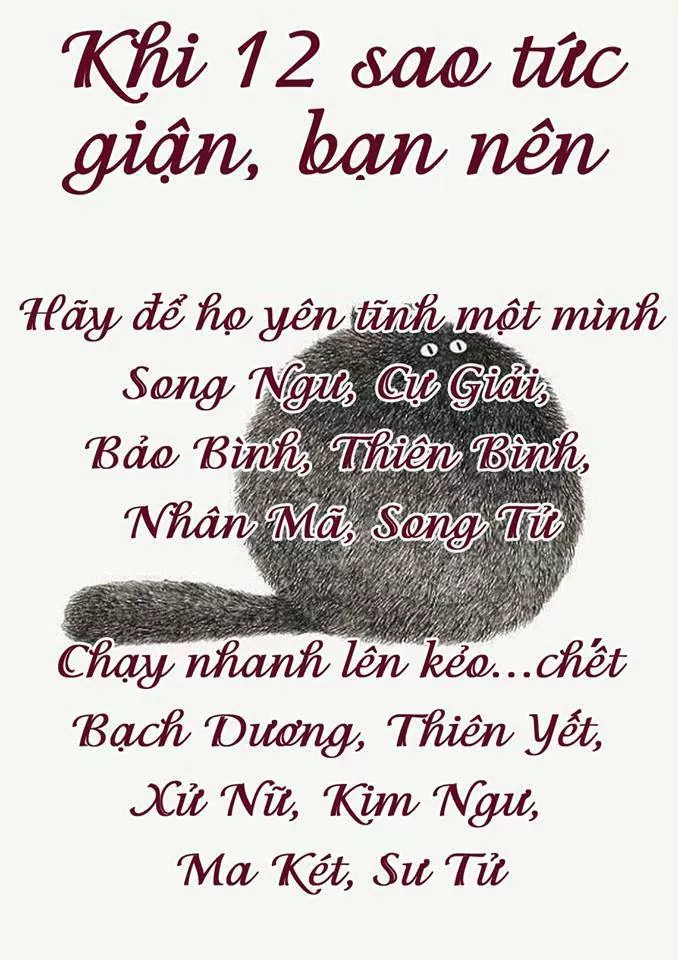 Khi 12 sao tức
giận, bạn nên
Hãy để họ yên tĩnh một mình
Song Ngư, Cự Giải,
Bảo Bình, Thiên Bình,
Nhân Mã, Song Tử
Chạy nhanh lên kẻo...chết
Bạch Dương, Thiên Yết,
Xử Nữ, Kim Ngư,
Ma Két, Sư Tử